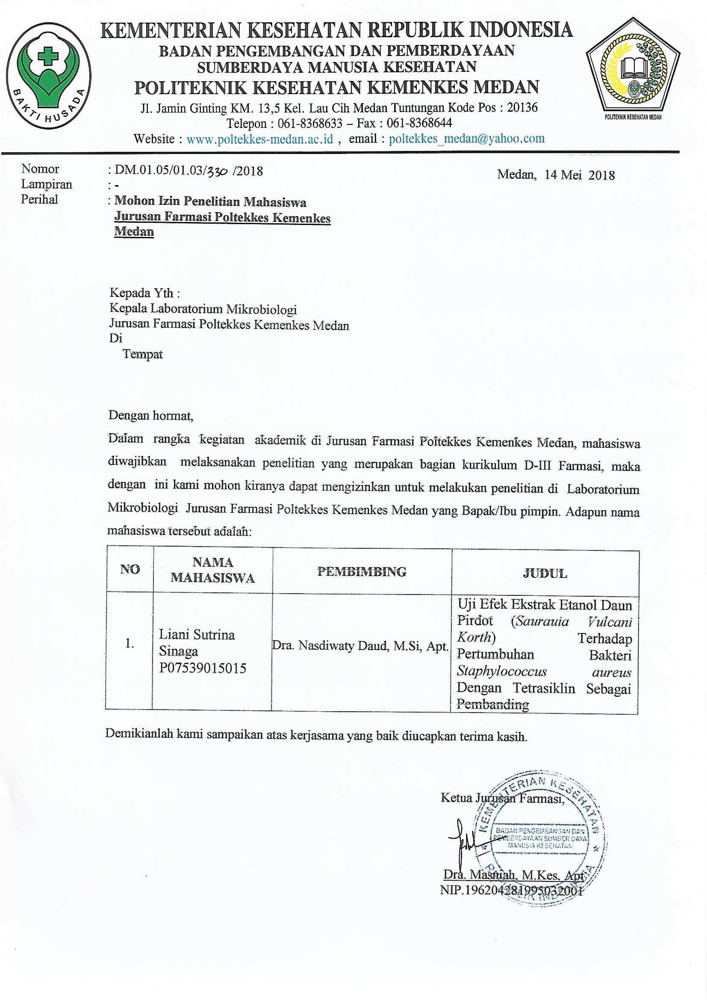 KEMENTERIAN KESEHATAN REPUBLIK INDONESIA
BADAN PENGEMBANGAN DAN PEMBERDAYAAN
SUMBERDAYA MANUSIA KESEHATAN
POLITEKNIK KESEHATAN KEMENKES MEDAN
Jl. Jamin Ginting KM. 13,5 Kel. Lau Cih Medan Tuntungan Kode Pos : 20136
Telepon : 061-8368633 – Fax : 061-8368644
Website : www.poltekkes-medan.ac.id , email : poltekkes_medan@yahoo.com
BAKTI HUSADA
POLITEKNIK KESEHATAN MEDAN
Nomor : DM.01.05/01.03/330 /2018
Medan, 14 Mei 2018
Lampiran : -
Perihal : Mohon Izin Penelitian Mahasiswa
Jurusan Farmasi Poltekkes Kemenkes
Medan
Kepada Yth :
Kepala Laboratorium Mikrobiologi
Jurusan Farmasi Poltekkes Kemenkes Medan
Di
Tempat
Dengan hormat,
Dalam rangka kegiatan akademik di Jurusan Farmasi Poltekkes Kemenkes Medan, mahasiswa
diwajibkan melaksanakan penelitian yang merupakan bagian kurikulum D-III Farmasi, maka
dengan ini kami mohon kiranya dapat mengizinkan untuk melakukan penelitian di Laboratorium
Mikrobiologi Jurusan Farmasi Poltekkes Kemenkes Medan yang Bapak/Ibu pimpin. Adapun nama
mahasiswa tersebut adalah:
NO
NAMA
MAHASISWA
PEMBIMBING
JUDUL
1.
Liani Sutrina
Sinaga
P07539015015
Dra. Nasdiwaty Daud, M.Si, Apt.
Uji Efek Ekstrak Etanol Daun
Pirdot (Saurauia Vulcani
Korth) Terhadap
Pertumbuhan Bakteri
Staphylococcus aureus
Dengan Tetrasiklin Sebagai
Pembanding
Demikianlah kami sampaikan atas kerjasama yang baik diucapkan terima kasih.
Ketua Jurusan Farmasi,
KEMENTERIAN KESEHATAN
BADAN PENGEMBANGAN DAN
PEMBERDAYAAN SUMBER DAYA
MANUSIA KESEHATAN
REPUBLIK INDONESIA
Dra. Masniah, M.Kes, Apt
NIP.196204281995032001